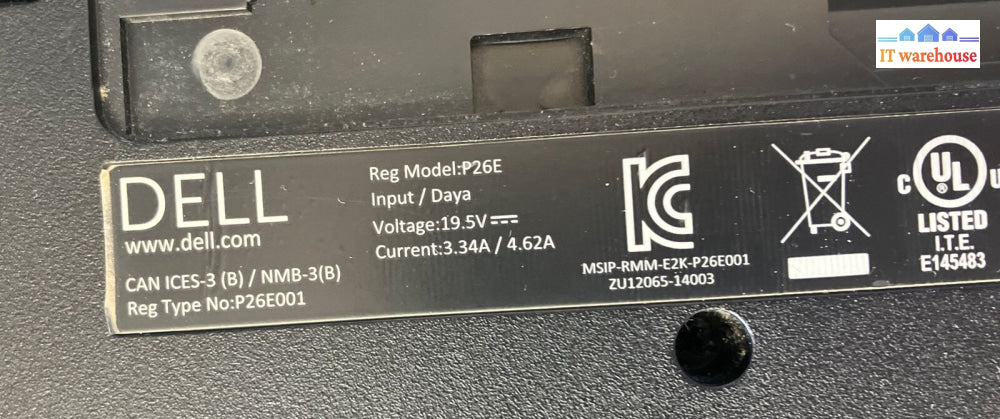 IT warehouse
DELL
www.dell.com
CAN ICES-3 (B) / NMB-3(B)
Reg Type No:P26E001
Reg Model:P26E
Input / Daya
Voltage:19.5V
Current:3.34A / 4.62A
MSIP-RMM-E2K-P26E001
ZU12065-14003
C UL U
LISTED
I.T.E.
E145483